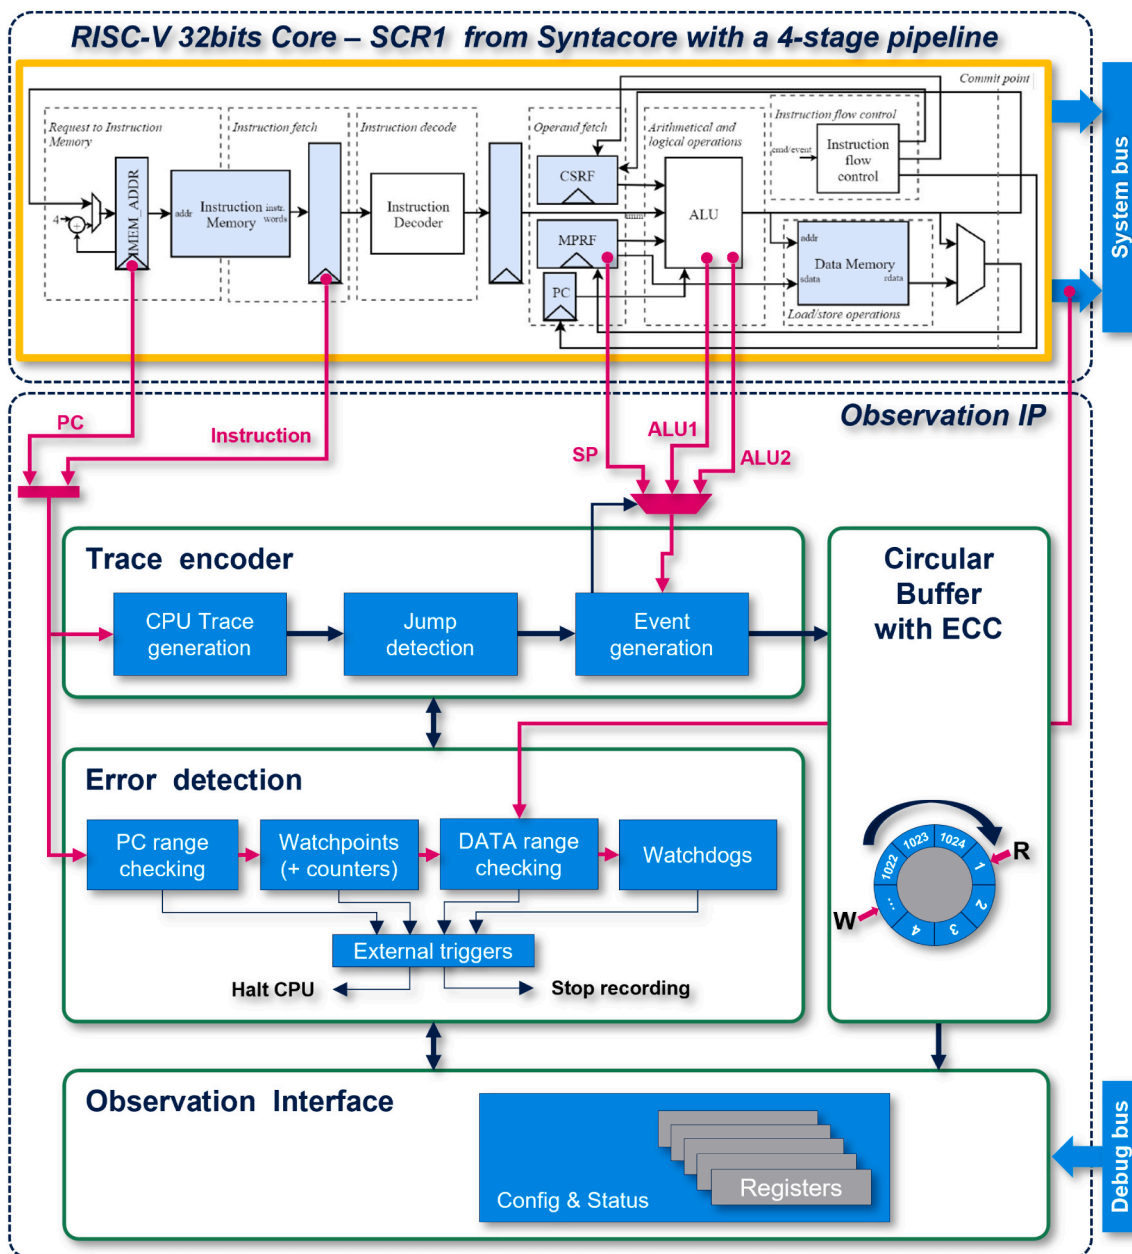 RISC-V 32bits Core – SCR1 from Syntacore with a 4-stage pipeline
Commit point
Request to Instruction
Memory
Instruction fetch
Instruction decode
Operand fetch
Arithmetical and
logical operations
Instruction flow control
cmd/event
Instruction
flow
control
IMEM_ADDR
4
+
addr
Instruction
Memory
instr.
words
Instruction
Decoder
CSRF
MPRF
PC
imm
ALU
addr
Data Memory
sdata
rdata
Load/store operations
System bus
Observation IP
PC
Instruction
SP
ALU1
ALU2
Trace encoder
CPU Trace
generation
Jump
detection
Event
generation
Circular
Buffer
with ECC
1022
1023
1024
1
2
3
4
...
R
W
Error detection
PC range
checking
Watchpoints
(+ counters)
DATA range
checking
Watchdogs
External triggers
Halt CPU
Stop recording
Observation Interface
Config & Status
Registers
Debug bus